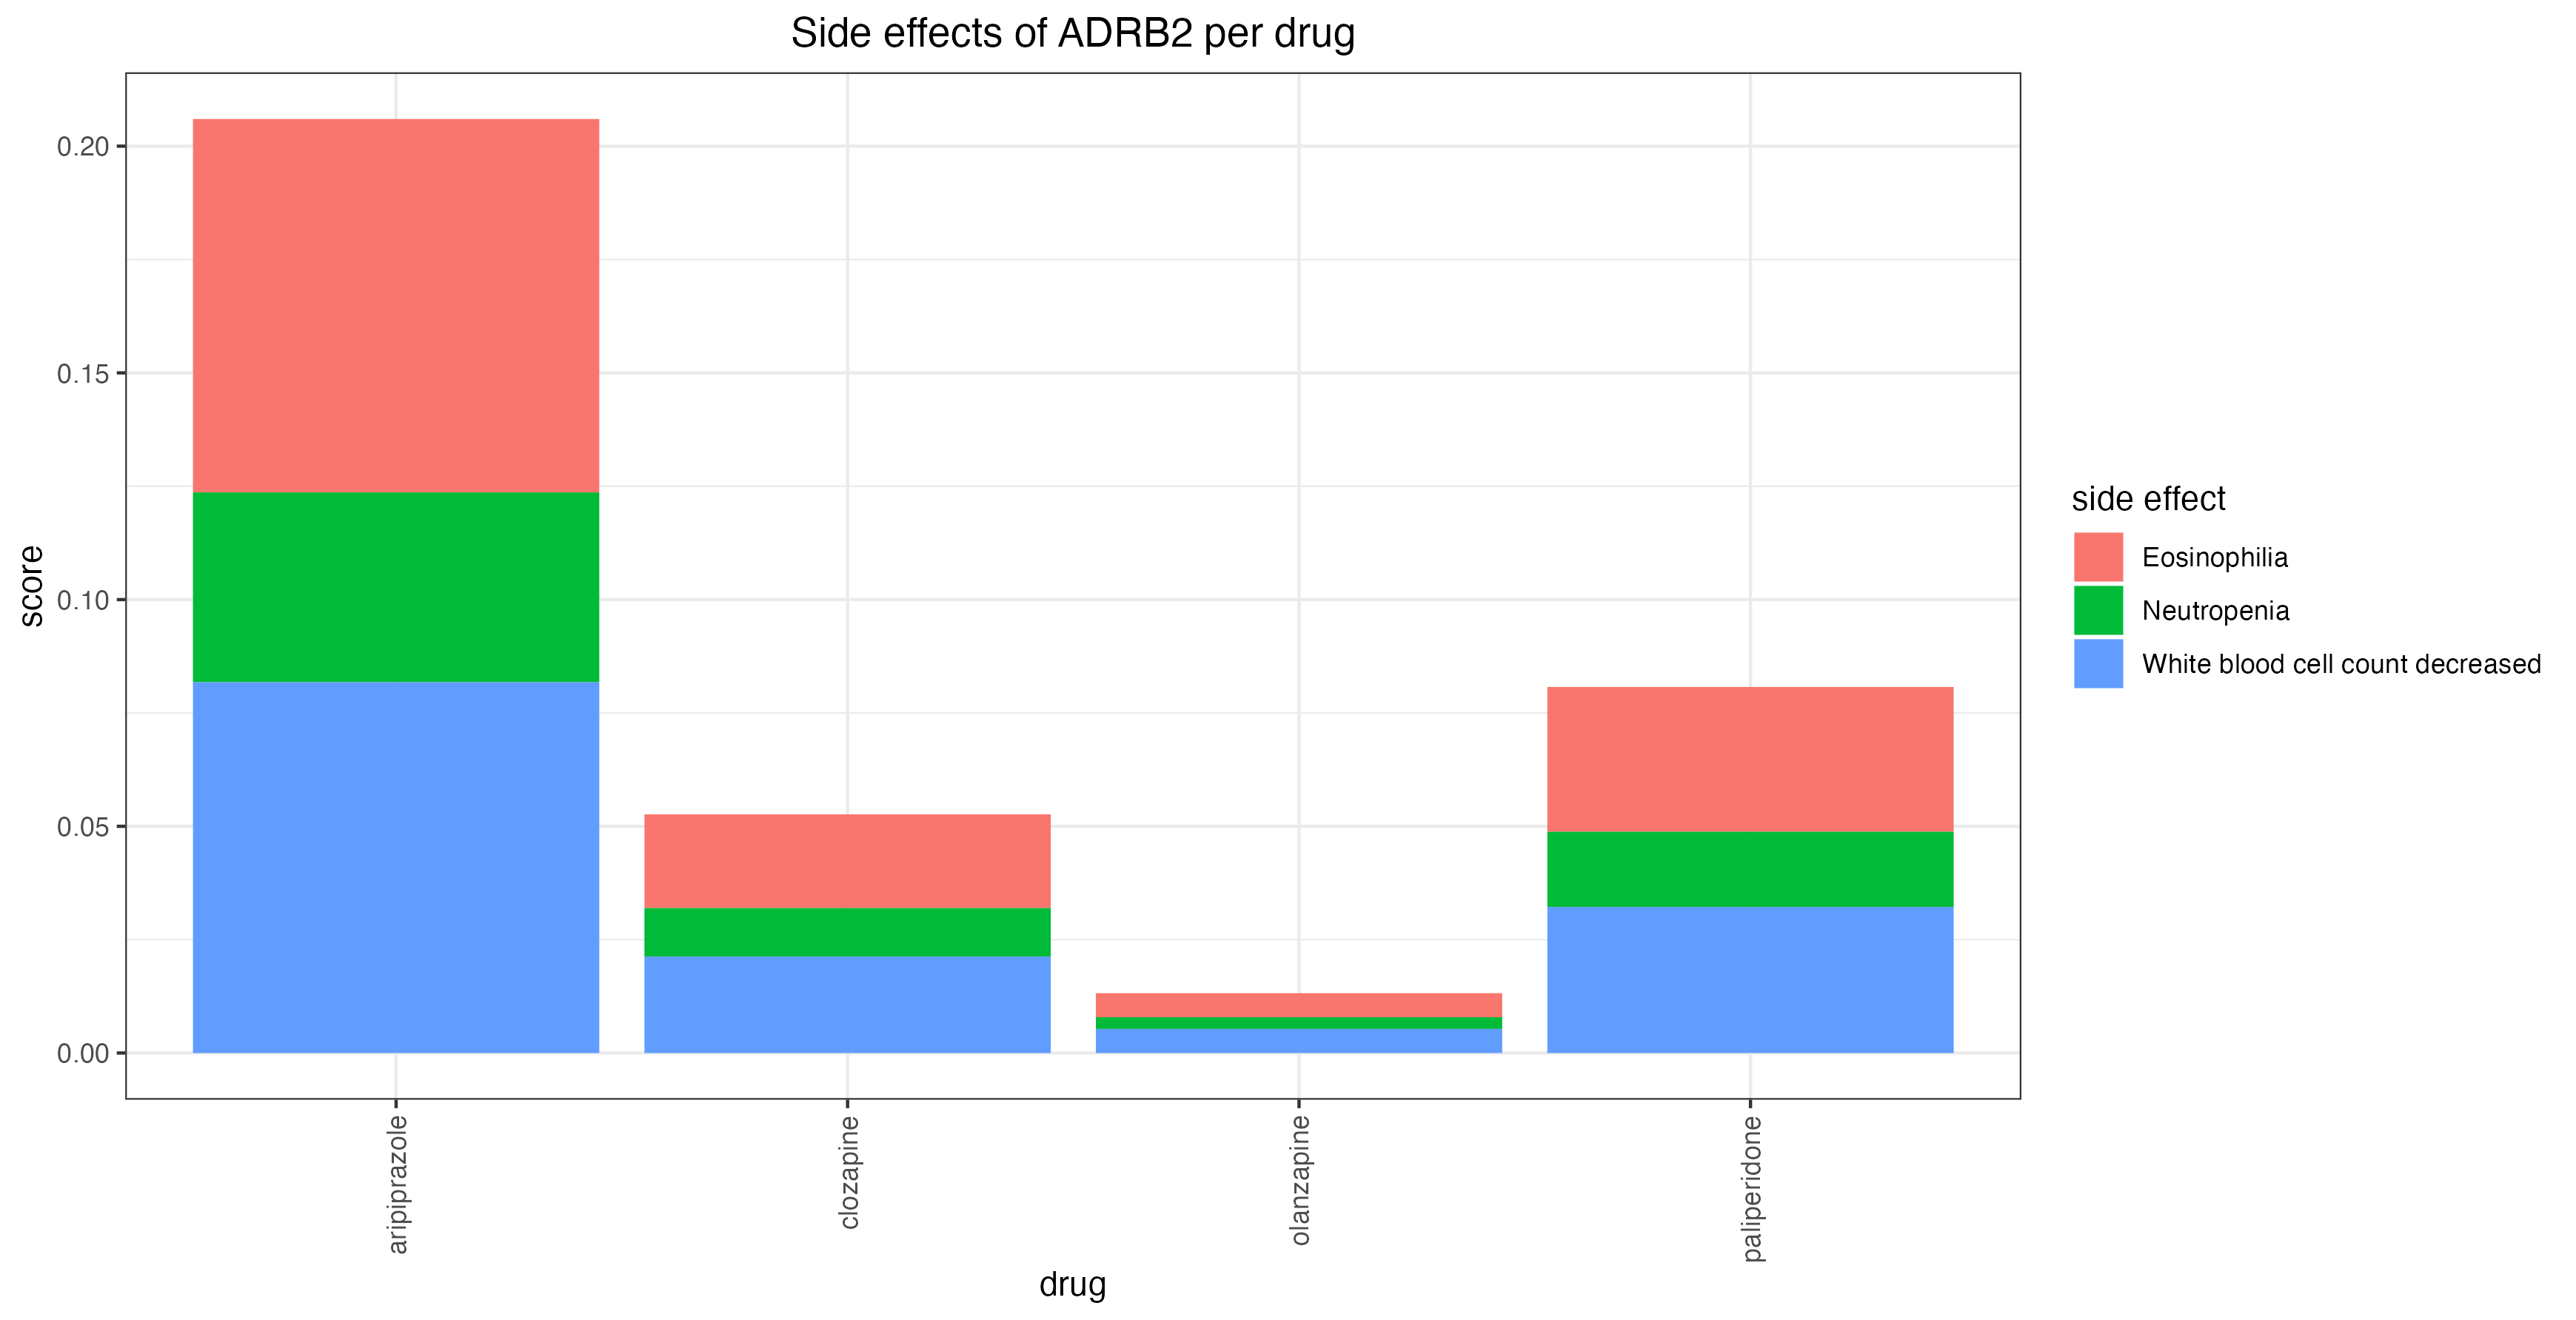 Side effects of ADRB2 per drug
score
0.20
0.15
0.10
0.05
0.00
aripiprazole
clozapine
olanzapine
paliperidone
drug
side effect
Eosinophilia
Neutropenia
White blood cell count decreased